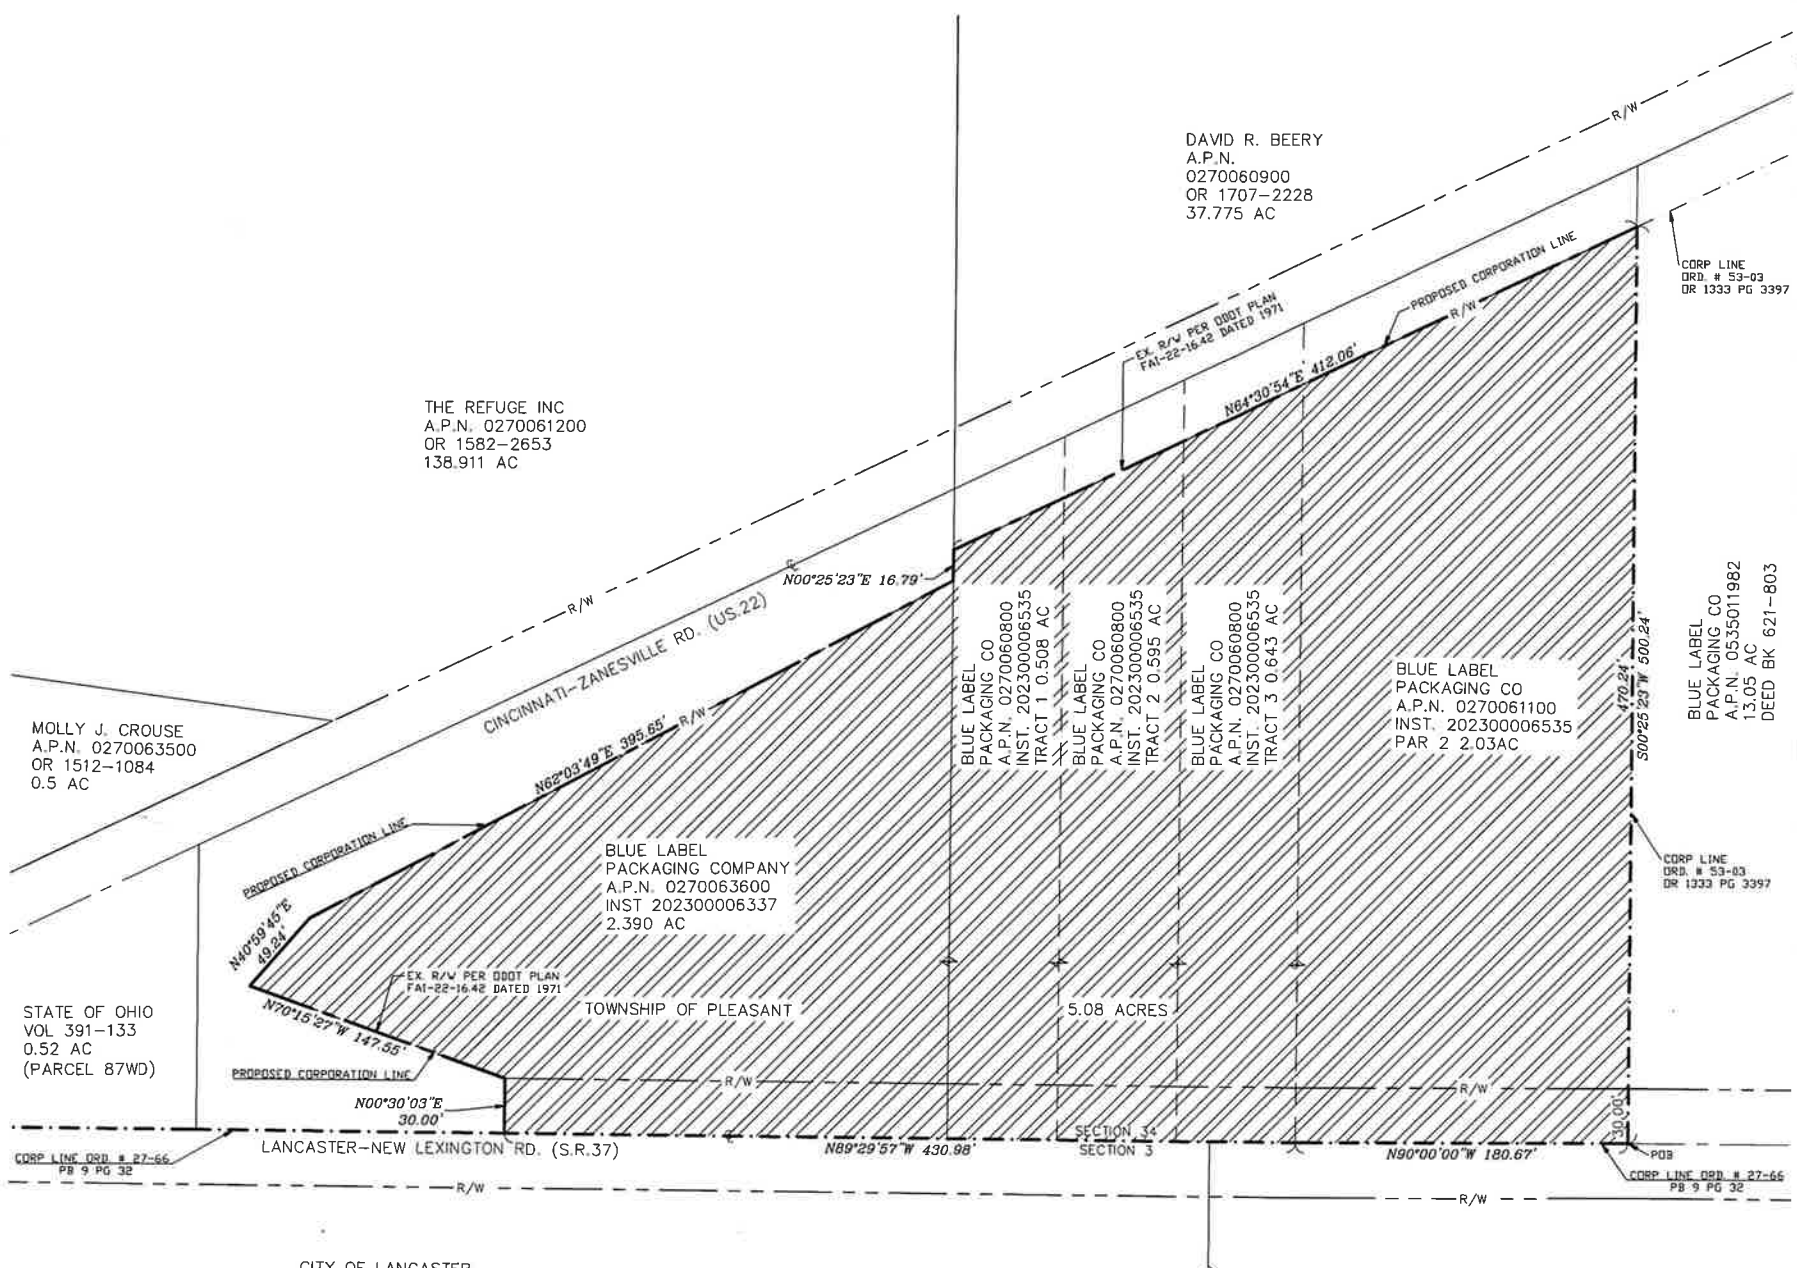 DAVID R. BEERY
A.P.N.
0270060900
OR 1707-2228
37.775 AC
R/W
CORP LINE
ORD. # 53-03
OR 1333 PG 3397
PROPOSED CORPORATION LINE
R/W
EX. R/W PER ODOT PLAN
FAI-22-16.42 DATED 1971
N64°30'54"E 412.06'
THE REFUGE INC
A.P.N. 0270061200
OR 1582-2653
138.911 AC
N00°25'23"E 16.79'
R/W
CINCINNATI-ZANESVILLE RD. (US.22)
BLUE LABEL
PACKAGING CO
A.P.N. 0270060800
INST. 202300006535
TRACT 1 0.508 AC
BLUE LABEL
PACKAGING CO
A.P.N. 0270060800
INST. 202300006535
TRACT 2 0.595 AC
BLUE LABEL
PACKAGING CO
A.P.N. 0270060800
INST. 202300006535
TRACT 3 0.643 AC
BLUE LABEL
PACKAGING CO
A.P.N. 0270061100
INST. 202300006535
PAR 2 2.03AC
470.24'
S00°25'23"W 500.24'
BLUE LABEL
PACKAGING CO
A.P.N. 0535011982
13.05 AC
DEED BK 621-803
MOLLY J. CROUSE
A.P.N. 0270063500
OR 1512-1084
0.5 AC
N62°03'49"E 395.65'
R/W
PROPOSED CORPORATION LINE
BLUE LABEL
PACKAGING COMPANY
A.P.N. 0270063600
INST 202300006337
2.390 AC
CORP LINE
ORD. # 53-03
OR 1333 PG 3397
N40°59'45"E
49.24'
EX. R/W PER ODOT PLAN
FAI-22-16.42 DATED 1971
TOWNSHIP OF PLEASANT
5.08 ACRES
STATE OF OHIO
VOL 391-133
0.52 AC
(PARCEL 87WD)
N70°15'27"W 147.55'
PROPOSED CORPORATION LINE
R/W
R/W
N00°30'03"E
30.00'
30.00'
LANCASTER-NEW LEXINGTON RD. (S.R.37)
SECTION 34
SECTION 3
N89°29'57"W 430.98'
N90°00'00"W 180.67'
POB
CORP LINE ORD. # 27-66
PB 9 PG 32
CORP LINE ORD. # 27-66
PB 9 PG 32
R/W
R/W
CITY OF LANCASTER